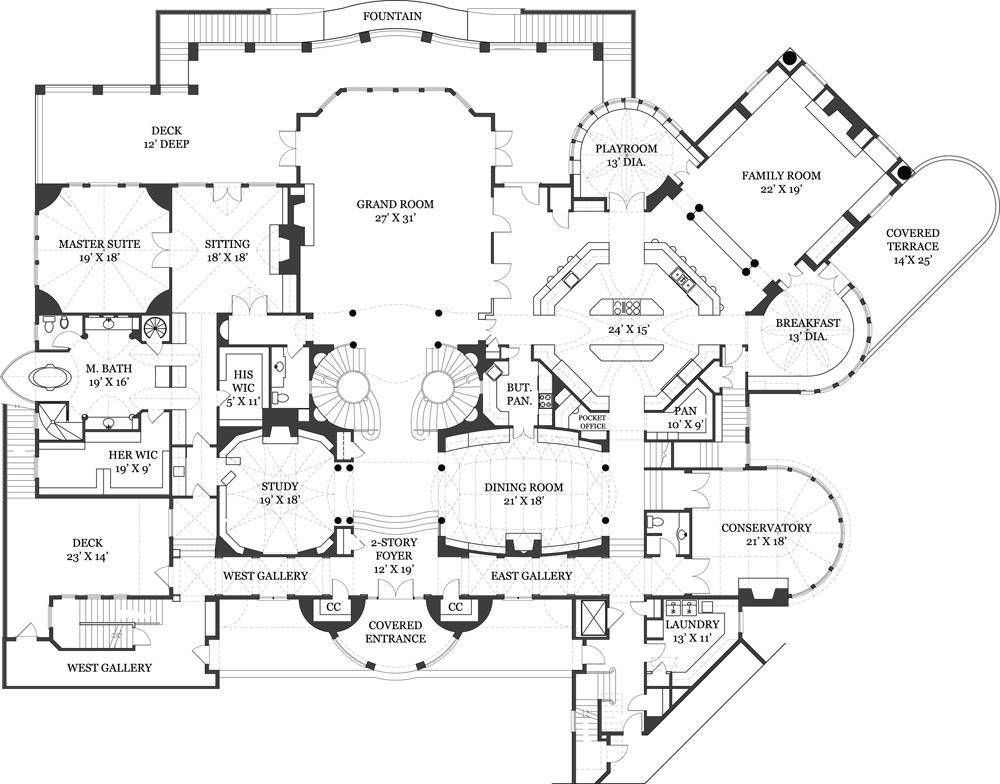 FOUNTAIN
DECK
12' DEEP
PLAYROOM
13' DIA.
FAMILY ROOM
22' X 19'
GRAND ROOM
27' X 31'
MASTER SUITE
19' X 18'
SITTING
18' X 18'
COVERED
TERRACE
14'X 25'
24' X 15'
BREAKFAST
13' DIA.
M. BATH
19' X 16'
HIS
WIC
5' X 11'
BUT.
PAN.
POCKET
OFFICE
PAN
10' X 9'
HER WIC
19' X 9'
STUDY
19' X 18'
DINING ROOM
21' X 18'
DECK
23' X 14'
2-STORY
FOYER
12' X 19'
CONSERVATORY
21' X 18'
WEST GALLERY
EAST GALLERY
CC
CC
COVERED
ENTRANCE
LAUNDRY
13' X 11'
WEST GALLERY